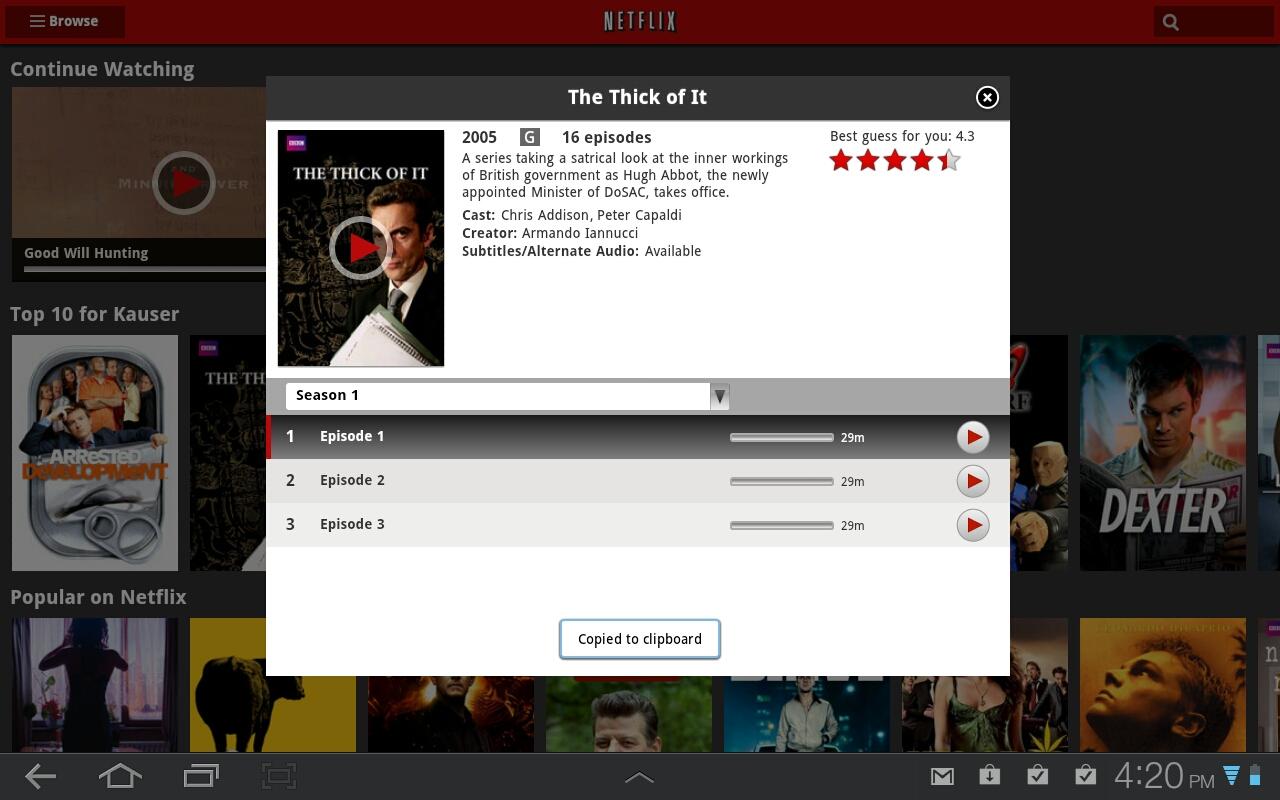 Browse
NETFLIX
Continue Watching
The Thick of It
BBC
THE THICK OF IT
2005 G 16 episodes
A series taking a satrical look at the inner workings
of British government as Hugh Abbot, the newly
appointed Minister of DoSAC, takes office.
Cast: Chris Addison, Peter Capaldi
Creator: Armando Iannucci
Subtitles/Alternate Audio: Available
Best guess for you: 4.3
Good Will Hunting
Top 10 for Kauser
ARReSTeD
DeVeLOPMeNT
BBC
THE TH
DEXTER
Season 1
1 Episode 1 29m
2 Episode 2 29m
3 Episode 3 29m
Popular on Netflix
Copied to clipboard
4:20 PM